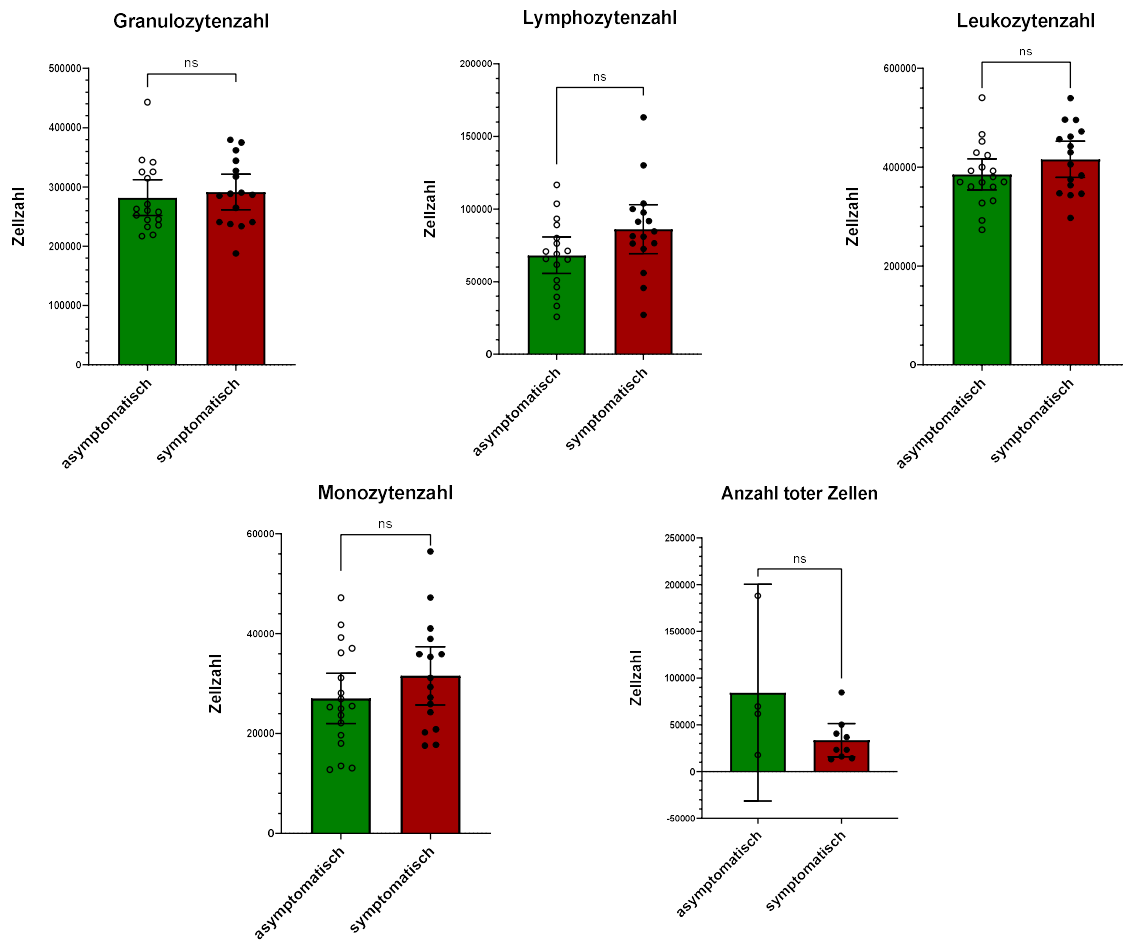 Granulozytenzahl
ns
500000
400000
300000
200000
100000
0
Zellzahl
asymptomatisch
symptomatisch
Lymphozytenzahl
ns
200000
150000
100000
50000
0
Zellzahl
asymptomatisch
symptomatisch
Leukozytenzahl
ns
600000
400000
200000
0
Zellzahl
asymptomatisch
symptomatisch
Monozytenzahl
ns
60000
40000
20000
0
Zellzahl
asymptomatisch
symptomatisch
Anzahl toter Zellen
ns
250000
200000
150000
100000
50000
0
-50000
Zellzahl
asymptomatisch
symptomatisch